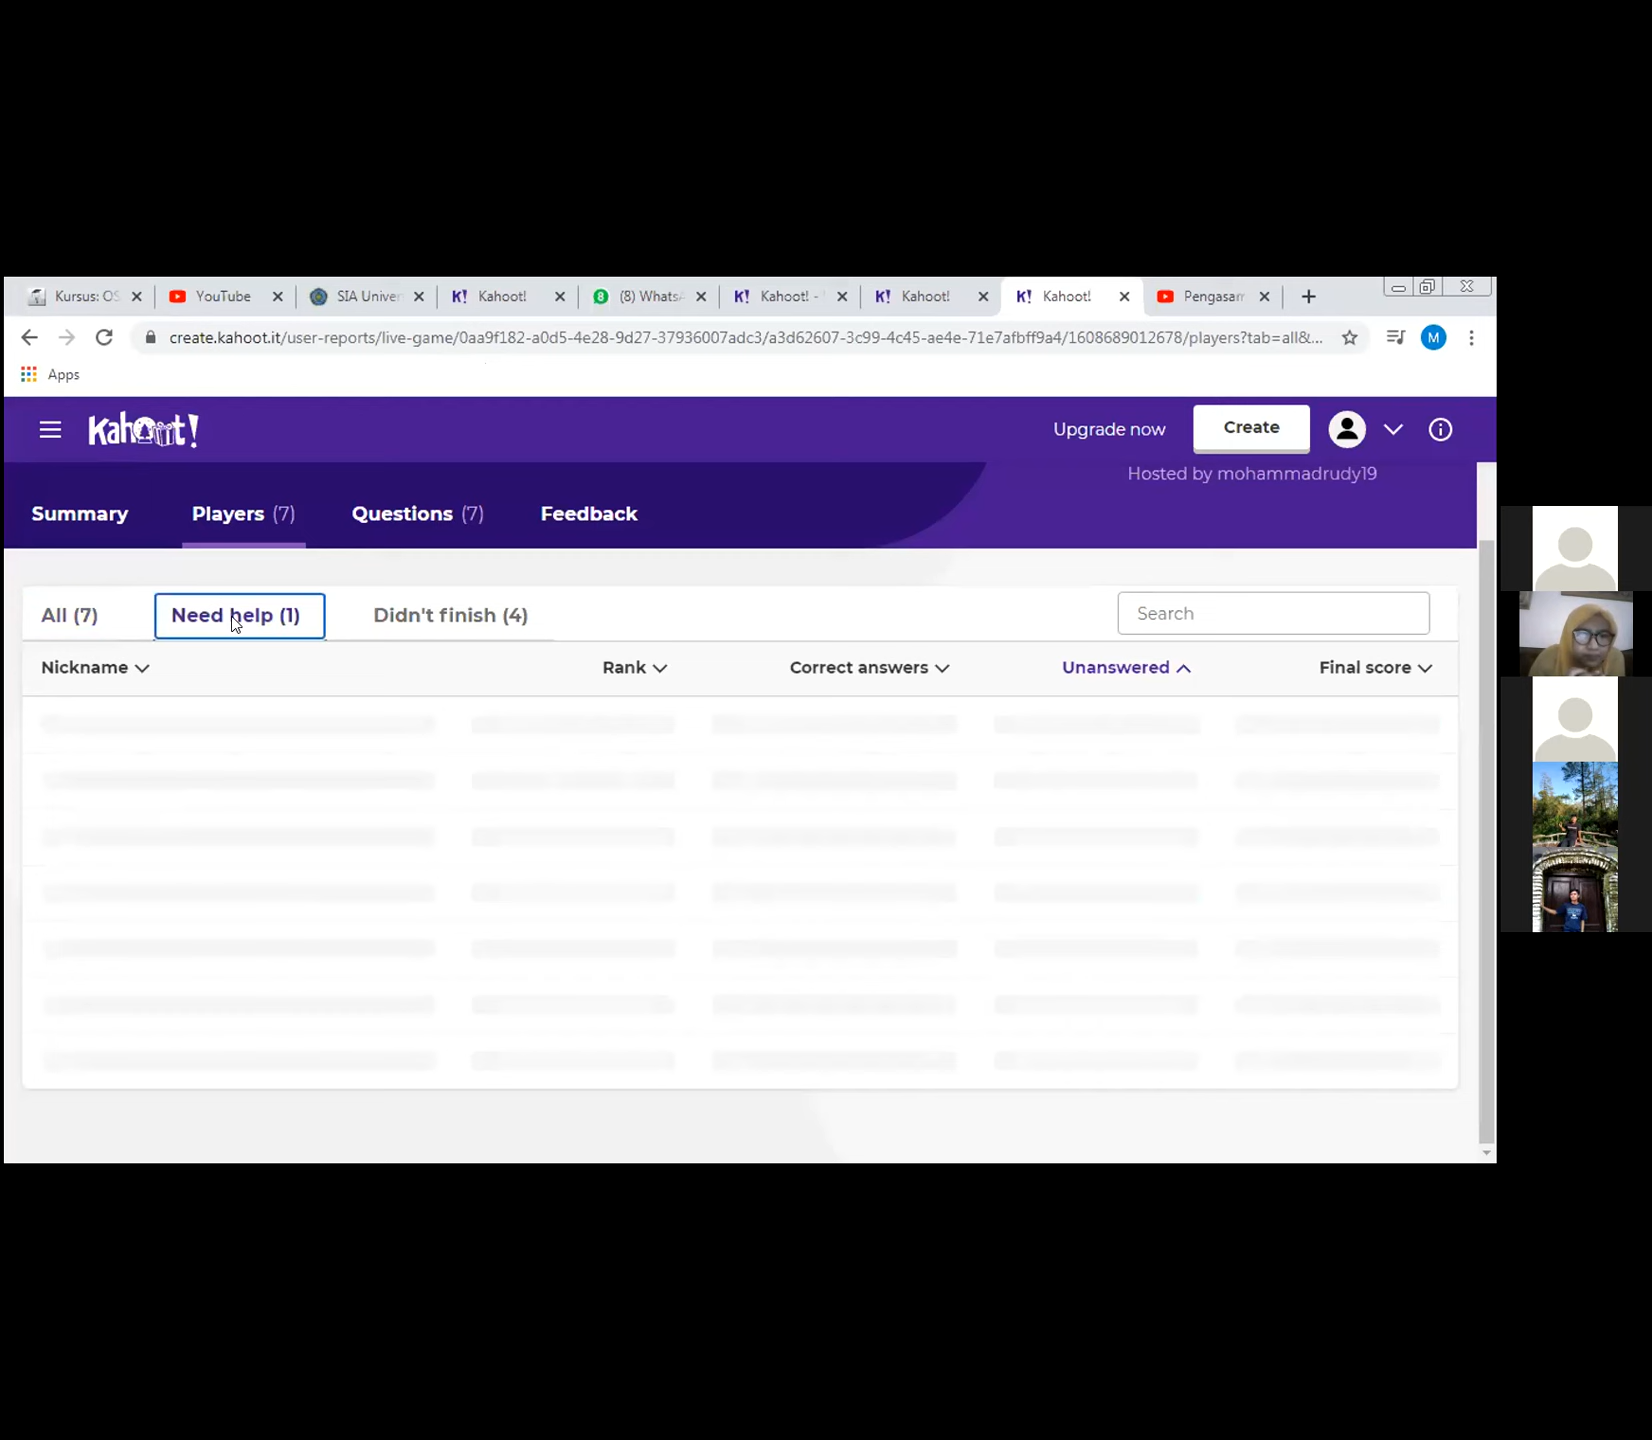 Kursus: OS
YouTube
SIA Univer
Kahoot!
8 (8) Whats
Kahoot! -
Kahoot!
Kahoot!
Pengasam
create.kahoot.it/user-reports/live-game/0aa9f182-a0d5-4e28-9d27-37936007adc3/a3d62607-3c99-4c45-ae4e-71e7afbff9a4/1608689012678/players?tab=all&...
M
Apps
Kahoot!
Upgrade now
Create
Hosted by mohammadrudy19
Summary
Players (7)
Questions (7)
Feedback
All (7)
Need help (1)
Didn't finish (4)
Search
Nickname
Rank
Correct answers
Unanswered
Final score